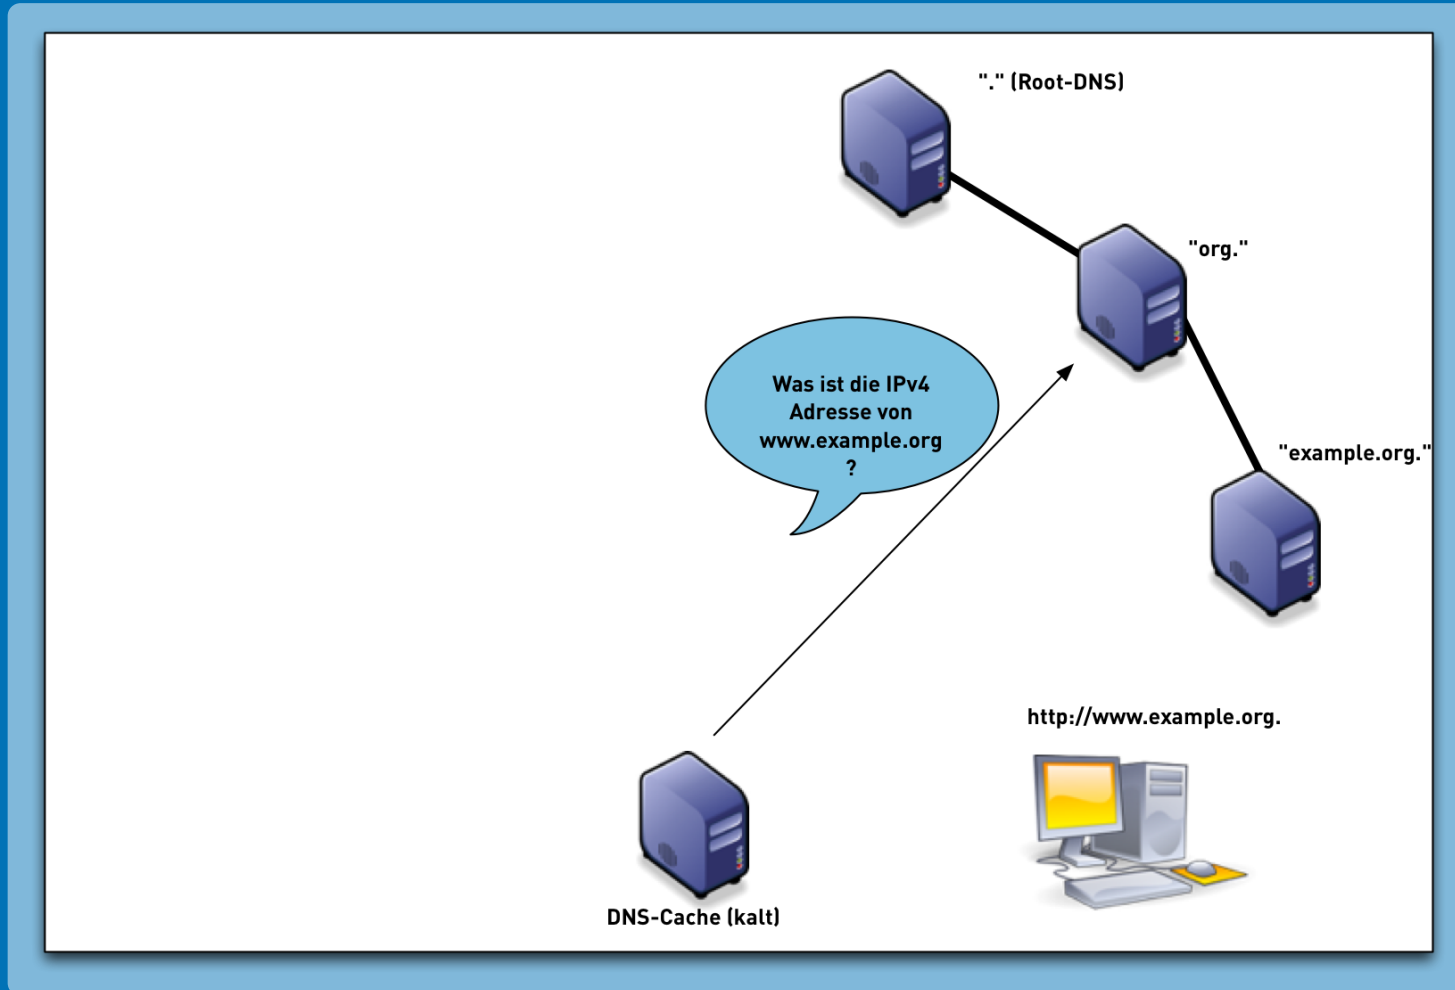 "." (Root-DNS)
"org."
Was ist die IPv4
Adresse von
www.example.org
?
"example.org."
http://www.example.org.
DNS-Cache (kalt)